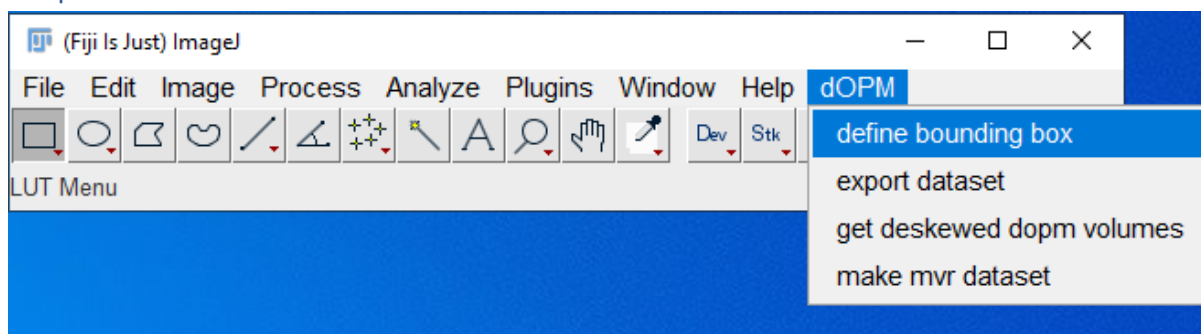 (Fiji Is Just) ImageJ
File Edit Image Process Analyze Plugins Window Help dOPM
A Dev Stk
LUT Menu
define bounding box
export dataset
get deskewed dopm volumes
make mvr dataset